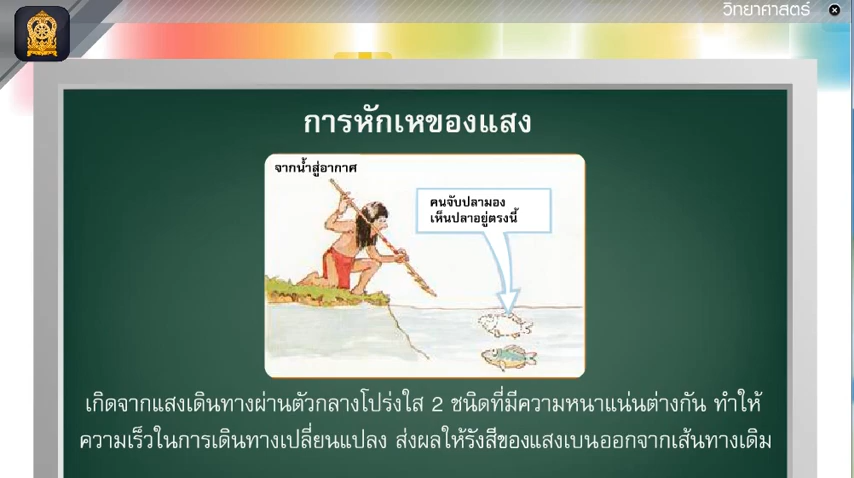 วิทยาศาสตร์
การหักเหของแสง
จากน้ำสู่อากาศ
คนจับปลามอง
เห็นปลาอยู่ตรงนี้
เกิดจากแสงเดินทางผ่านตัวกลางโปร่งใส 2 ชนิดที่มีความหนาแน่นต่างกัน ทำให้
ความเร็วในการเดินทางเปลี่ยนแปลง ส่งผลให้รังสีของแสงเบนออกจากเส้นทางเดิม